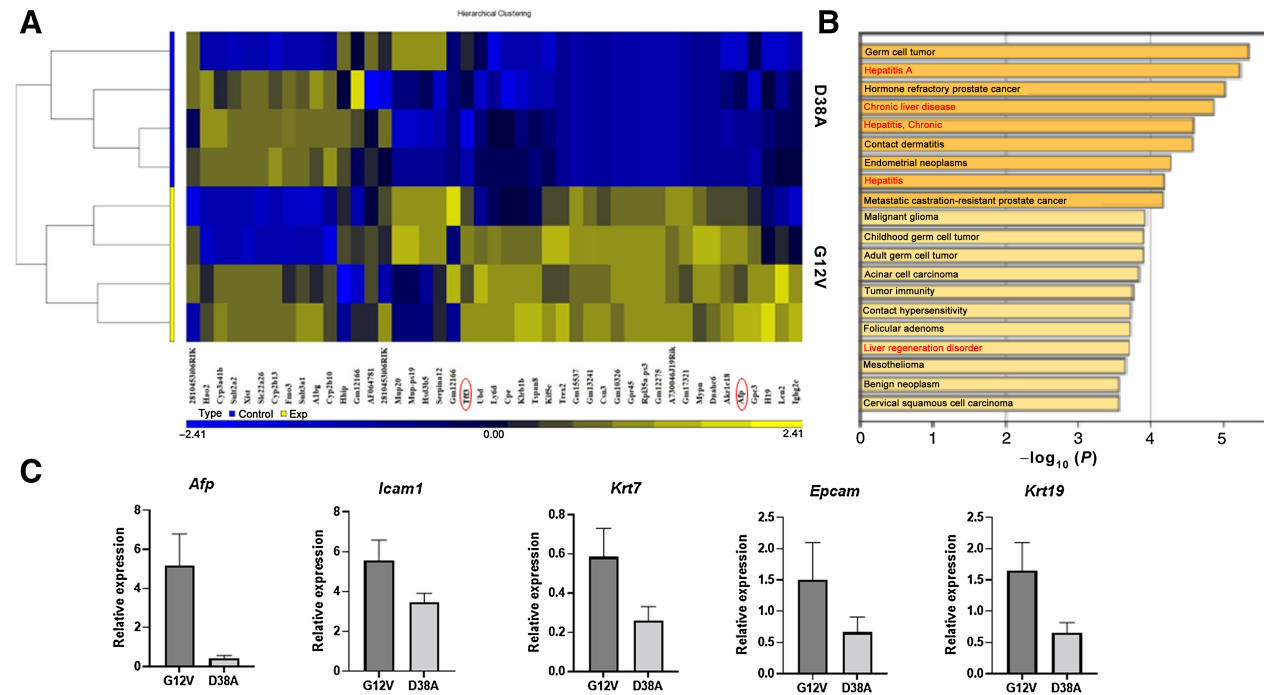 A
Hierarchical Clustering
D38A
G12V
2810453I06RIK
Hao2
Cyp3a41b
Sult2a2
Xist
Slc22a26
Cyp2b13
Fmo3
Sult3a1
A1bg
Cyp2b10
Hhip
Gm12166
AF064781
2810453I06RIK
Mup20
Mup-ps19
Hsd3b5
Serpina12
Gm12166
Tff3
Ubd
Ly6d
Cpe
Klrb1b
Tspan8
Kif5c
Trex2
Gm15537
Gm13241
Csn3
Gm10326
Gpr45
Rpl35a-ps3
Gm12275
A730046J19Rik
Gm17321
Mypn
Akr1c18
Afp
Gpc3
H19
Lcn2
Ighg2c
Type Control Exp
−2.41 0.00 2.41
B
Germ cell tumor
Hepatitis A
Hormone refractory prostate cancer
Chronic liver disease
Hepatitis, Chronic
Contact dermatitis
Endometrial neoplasms
Hepatitis
Metastatic castration-resistant prostate cancer
Malignant glioma
Childhood germ cell tumor
Adult germ cell tumor
Acinar cell carcinoma
Tumor immunity
Contact hypersensitivity
Folicular adenoms
Liver regeneration disorder
Mesothelioma
Benign neoplasm
Cervical squamous cell carcinoma
0 1 2 3 4 5
−log10 (P)
C
Afp
Relative expression
8
6
4
2
0
G12V D38A
Icam1
Relative expression
8
6
4
2
0
G12V D38A
Krt7
Relative expression
0.8
0.6
0.4
0.2
0.0
G12V D38A
Epcam
Relative expression
2.5
2.0
1.5
1.0
0.5
0.0
G12V D38A
Krt19
Relative expression
2.5
2.0
1.5
1.0
0.5
0.0
G12V D38A